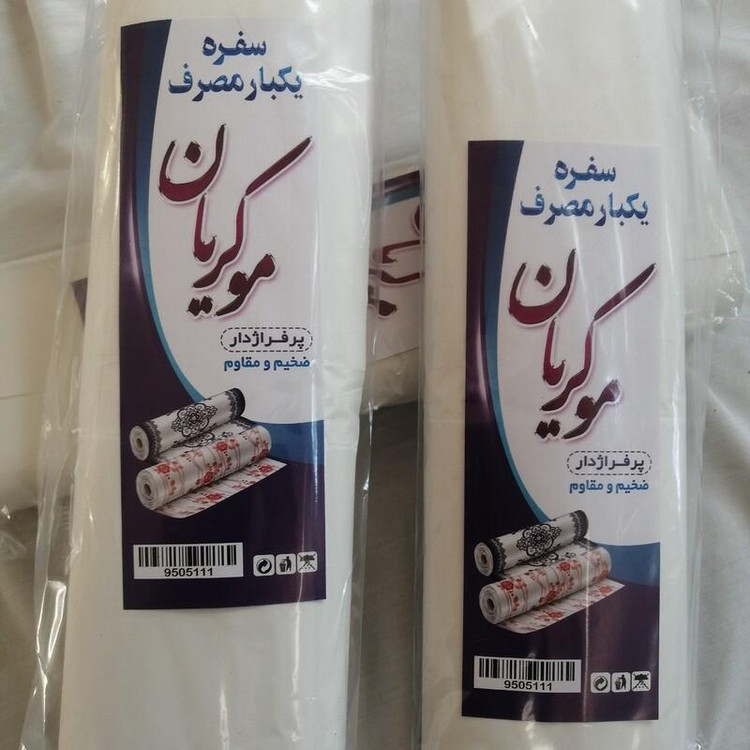 سفره
یکبار مصرف
موکریان
پرفراژدار
ضخیم و مقاوم
9505111
سفره
یکبار مصرف
موکریان
پرفراژدار
ضخیم و مقاوم
9505111